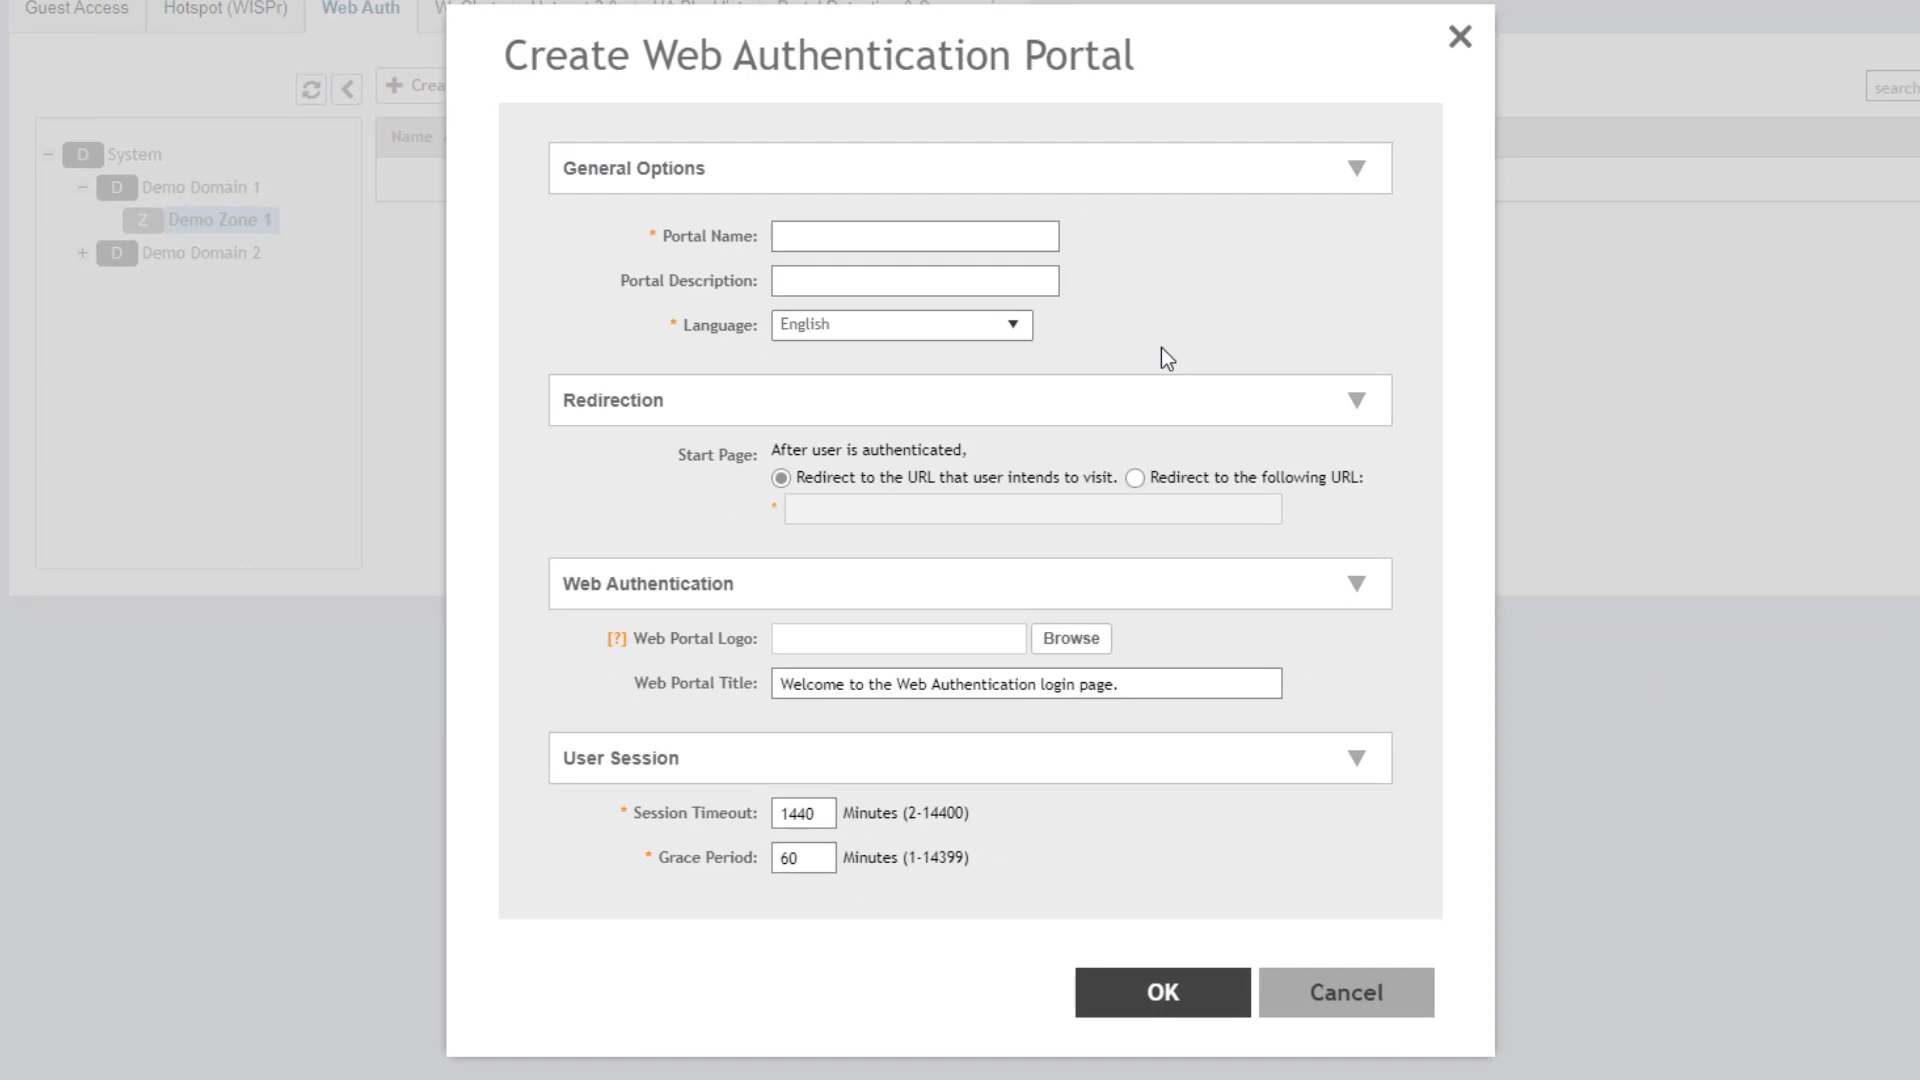 Guest Access
Hotspot (WISPr)
Web Auth
Create Web Authentication Portal
search
Name
D System
D Demo Domain 1
Z Demo Zone 1
D Demo Domain 2
General Options
* Portal Name:
Portal Description:
* Language: English
Redirection
Start Page: After user is authenticated,
Redirect to the URL that user intends to visit. Redirect to the following URL:
*
Web Authentication
[?] Web Portal Logo: Browse
Web Portal Title: Welcome to the Web Authentication login page.
User Session
* Session Timeout: 1440 Minutes (2-14400)
* Grace Period: 60 Minutes (1-14399)
OK Cancel